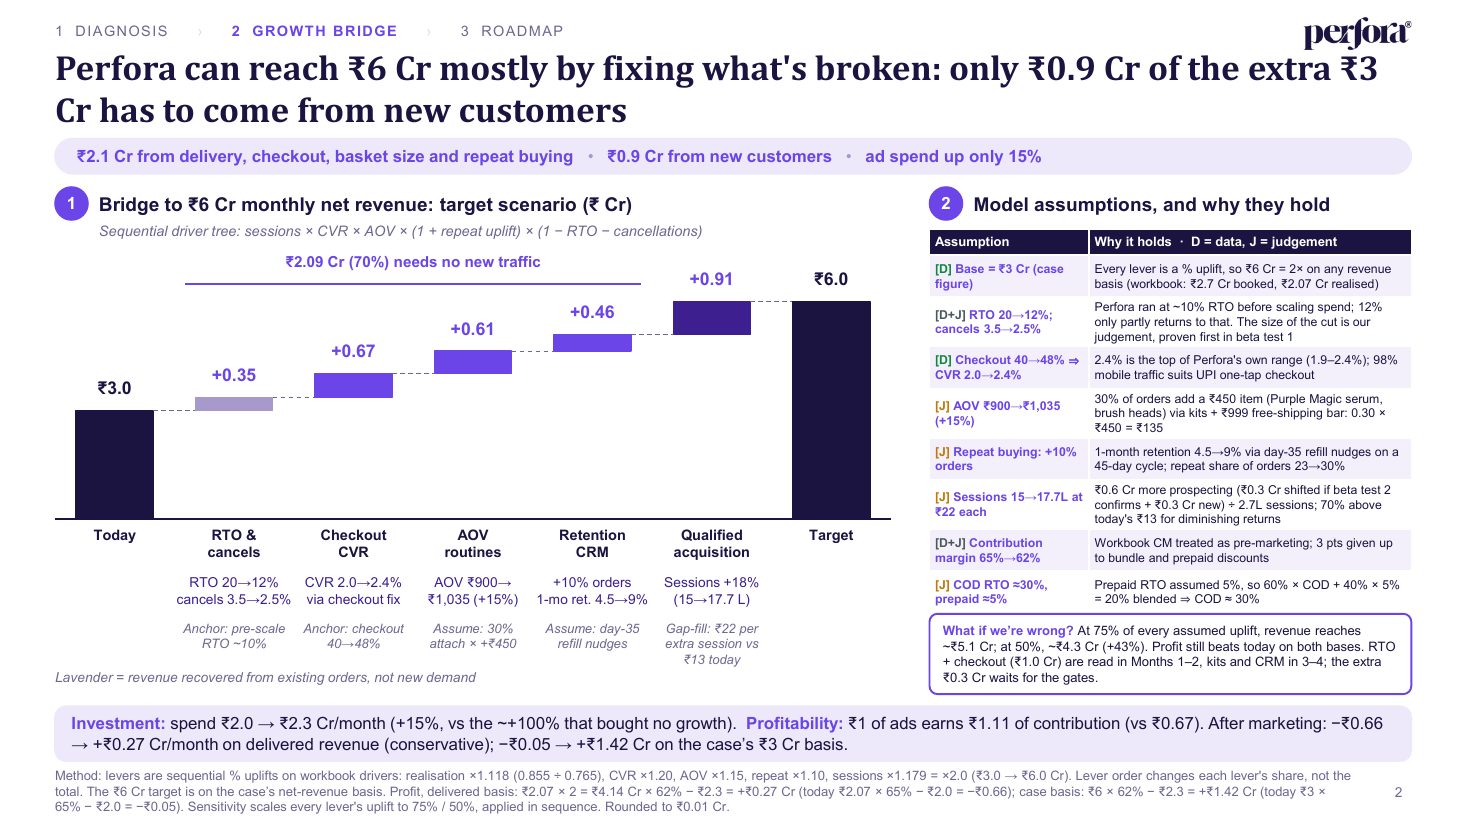 1 DIAGNOSIS › 2 GROWTH BRIDGE › 3 ROADMAP
perfora®
Perfora can reach ₹6 Cr mostly by fixing what's broken: only ₹0.9 Cr of the extra ₹3
Cr has to come from new customers
₹2.1 Cr from delivery, checkout, basket size and repeat buying • ₹0.9 Cr from new customers • ad spend up only 15%
1 Bridge to ₹6 Cr monthly net revenue: target scenario (₹ Cr)
Sequential driver tree: sessions × CVR × AOV × (1 + repeat uplift) × (1 − RTO − cancellations)
₹2.09 Cr (70%) needs no new traffic
₹3.0
+0.35
+0.67
+0.61
+0.46
+0.91
₹6.0
Today
RTO &
cancels
Checkout
CVR
AOV
routines
Retention
CRM
Qualified
acquisition
Target
RTO 20→12%
cancels 3.5→2.5%
CVR 2.0→2.4%
via checkout fix
AOV ₹900→
₹1,035 (+15%)
+10% orders
1-mo ret. 4.5→9%
Sessions +18%
(15→17.7 L)
Anchor: pre-scale
RTO ~10%
Anchor: checkout
40→48%
Assume: 30%
attach × +₹450
Assume: day-35
refill nudges
Gap-fill: ₹22 per
extra session vs
₹13 today
Lavender = revenue recovered from existing orders, not new demand
2 Model assumptions, and why they hold
Assumption
Why it holds · D = data, J = judgement
[D] Base = ₹3 Cr (case
figure)
Every lever is a % uplift, so ₹6 Cr = 2× on any revenue
basis (workbook: ₹2.7 Cr booked, ₹2.07 Cr realised)
[D+J] RTO 20→12%;
cancels 3.5→2.5%
Perfora ran at ~10% RTO before scaling spend; 12%
only partly returns to that. The size of the cut is our
judgement, proven first in beta test 1
[D] Checkout 40→48% ⇒
CVR 2.0→2.4%
2.4% is the top of Perfora's own range (1.9–2.4%); 98%
mobile traffic suits UPI one-tap checkout
[J] AOV ₹900→₹1,035
(+15%)
30% of orders add a ₹450 item (Purple Magic serum,
brush heads) via kits + ₹999 free-shipping bar: 0.30 ×
₹450 = ₹135
[J] Repeat buying: +10%
orders
1-month retention 4.5→9% via day-35 refill nudges on a
45-day cycle; repeat share of orders 23→30%
[J] Sessions 15→17.7L at
₹22 each
₹0.6 Cr more prospecting (₹0.3 Cr shifted if beta test 2
confirms + ₹0.3 Cr new) ÷ 2.7L sessions; 70% above
today's ₹13 for diminishing returns
[D+J] Contribution
margin 65%→62%
Workbook CM treated as pre-marketing; 3 pts given up
to bundle and prepaid discounts
[J] COD RTO ≈30%,
prepaid ≈5%
Prepaid RTO assumed 5%, so 60% × COD + 40% × 5%
= 20% blended ⇒ COD ≈ 30%
What if we’re wrong? At 75% of every assumed uplift, revenue reaches
~₹5.1 Cr; at 50%, ~₹4.3 Cr (+43%). Profit still beats today on both bases. RTO
+ checkout (₹1.0 Cr) are read in Months 1–2, kits and CRM in 3–4; the extra
₹0.3 Cr waits for the gates.
Investment: spend ₹2.0 → ₹2.3 Cr/month (+15%, vs the ~+100% that bought no growth). Profitability: ₹1 of ads earns ₹1.11 of contribution (vs ₹0.67). After marketing: −₹0.66
→ +₹0.27 Cr/month on delivered revenue (conservative); −₹0.05 → +₹1.42 Cr on the case’s ₹3 Cr basis.
Method: levers are sequential % uplifts on workbook drivers: realisation ×1.118 (0.855 ÷ 0.765), CVR ×1.20, AOV ×1.15, repeat ×1.10, sessions ×1.179 = ×2.0 (₹3.0 → ₹6.0 Cr). Lever order changes each lever's share, not the
total. The ₹6 Cr target is on the case's net-revenue basis. Profit, delivered basis: ₹2.07 × 2 = ₹4.14 Cr × 62% − ₹2.3 = +₹0.27 Cr (today ₹2.07 × 65% − ₹2.0 = −₹0.66); case basis: ₹6 × 62% − ₹2.3 = +₹1.42 Cr (today ₹3 ×
65% − ₹2.0 = −₹0.05). Sensitivity scales every lever's uplift to 75% / 50%, applied in sequence. Rounded to ₹0.01 Cr.
2